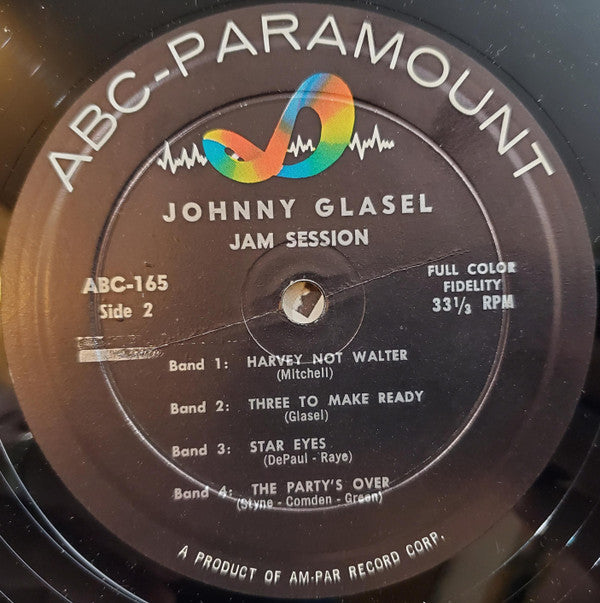 ABC-PARAMOUNT
JOHNNY GLASEL
JAM SESSION
ABC-165
Side 2
FULL COLOR
FIDELITY
33 1/3 RPM
Band 1: HARVEY NOT WALTER
(Mitchell)
Band 2: THREE TO MAKE READY
(Glasel)
Band 3: STAR EYES
(DePaul - Raye)
Band 4: THE PARTY'S OVER
(Styne - Comden - Green)
A PRODUCT OF AM-PAR RECORD CORP.